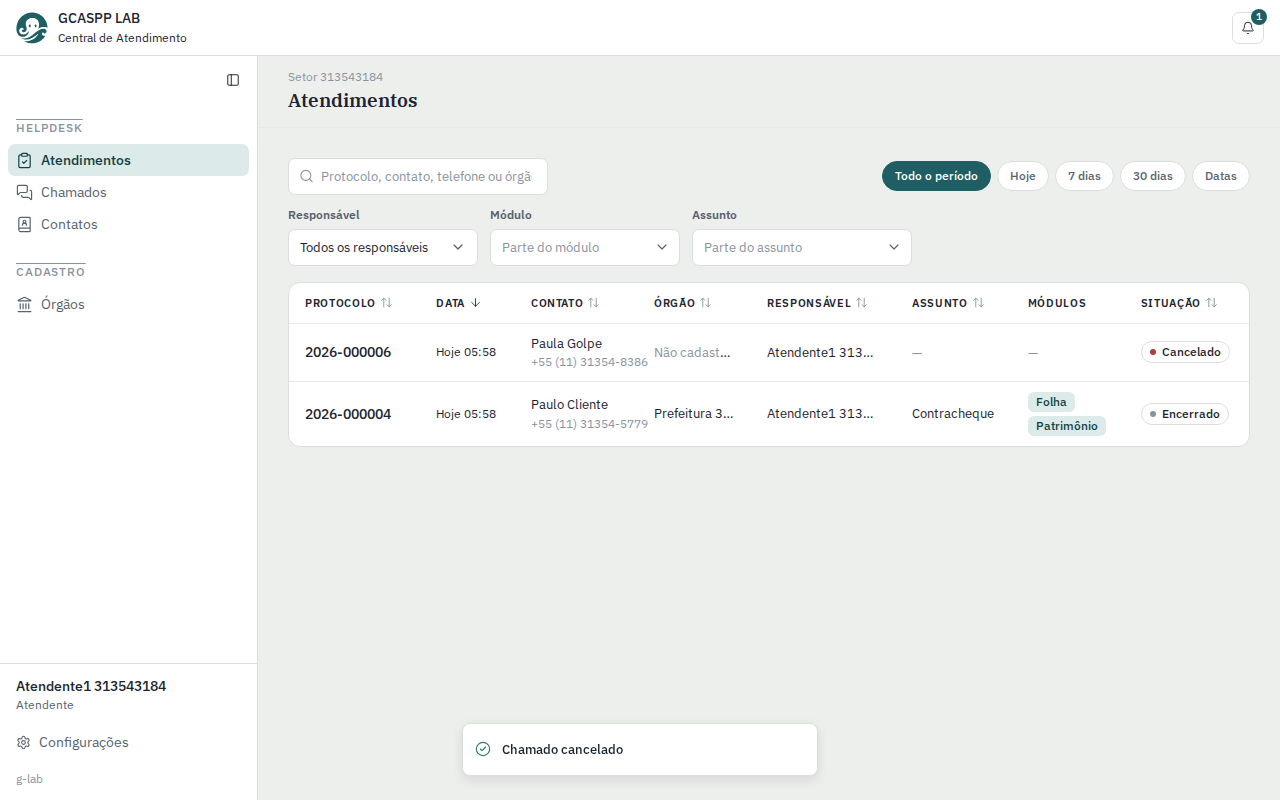 GCASPP LAB
Central de Atendimento
1
HELPDESK
Atendimentos
Chamados
Contatos
CADASTRO
Órgãos
Atendente1 313543184
Atendente
Configurações
g-lab
Setor 313543184
Atendimentos
Protocolo, contato, telefone ou órgã
Todo o período Hoje 7 dias 30 dias Datas
Responsável Módulo Assunto
Todos os responsáveis Parte do módulo Parte do assunto
PROTOCOLO DATA CONTATO ÓRGÃO RESPONSÁVEL ASSUNTO MÓDULOS SITUAÇÃO
2026-000006 Hoje 05:58 Paula Golpe +55 (11) 31354-8386 Não cadast... Atendente1 313... — — Cancelado
2026-000004 Hoje 05:58 Paulo Cliente +55 (11) 31354-5779 Prefeitura 3... Atendente1 313... Contracheque Folha Patrimônio Encerrado
Chamado cancelado